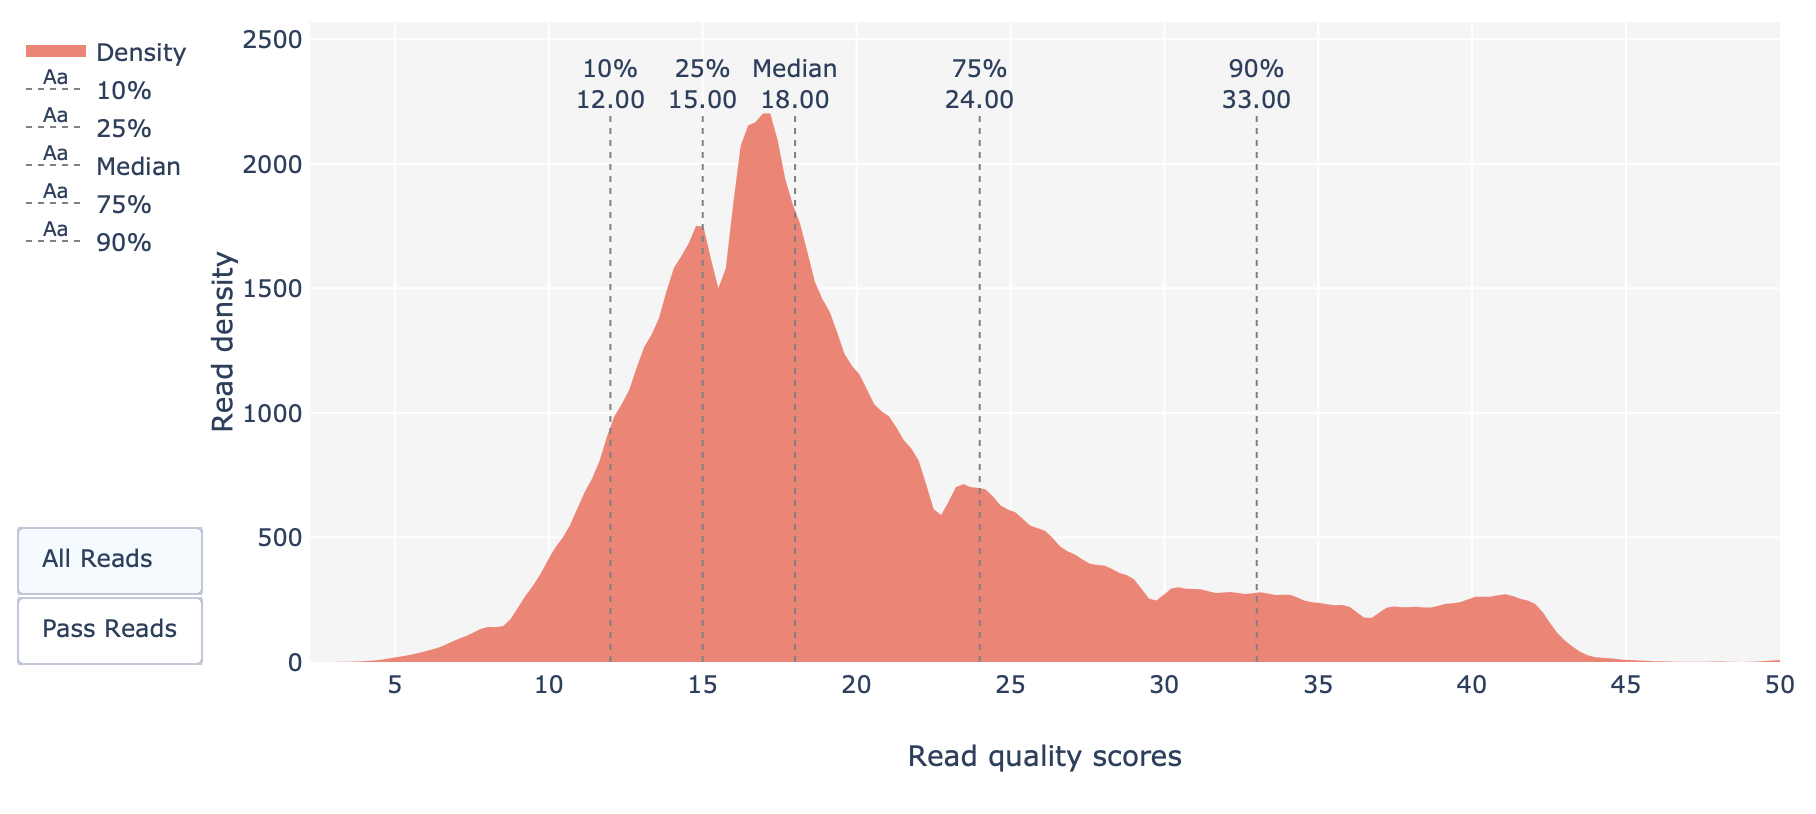 Density
Aa
10%
Aa
25%
Aa
Median
Aa
75%
Aa
90%
All Reads
Pass Reads
Read density
2500
2000
1500
1000
500
0
10% 25% Median 75% 90%
12.00 15.00 18.00 24.00 33.00
5 10 15 20 25 30 35 40 45 50
Read quality scores